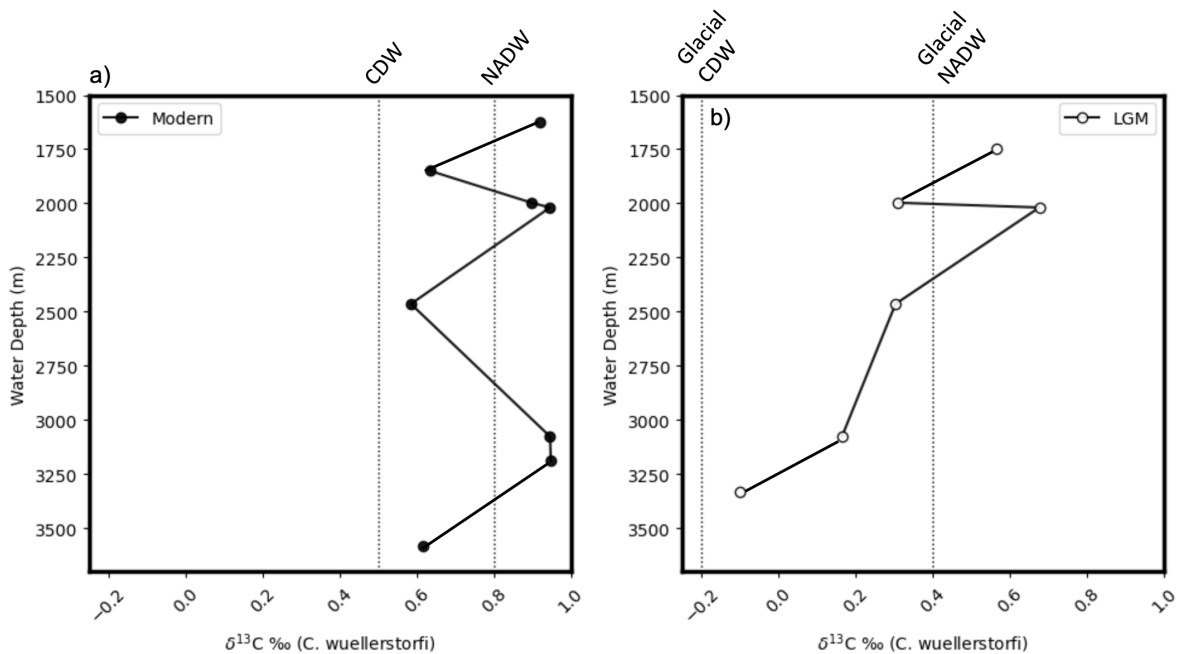 a)
CDW
NADW
Modern
1500
1750
2000
2250
2500
2750
3000
3250
3500
Water Depth (m)
−0.2
0.0
0.2
0.4
0.6
0.8
1.0
δ¹³C ‰ (C. wuellerstorfi)
Glacial
CDW
Glacial
NADW
b)
LGM
1500
1750
2000
2250
2500
2750
3000
3250
3500
Water Depth (m)
−0.2
0.0
0.2
0.4
0.6
0.8
1.0
δ¹³C ‰ (C. wuellerstorfi)